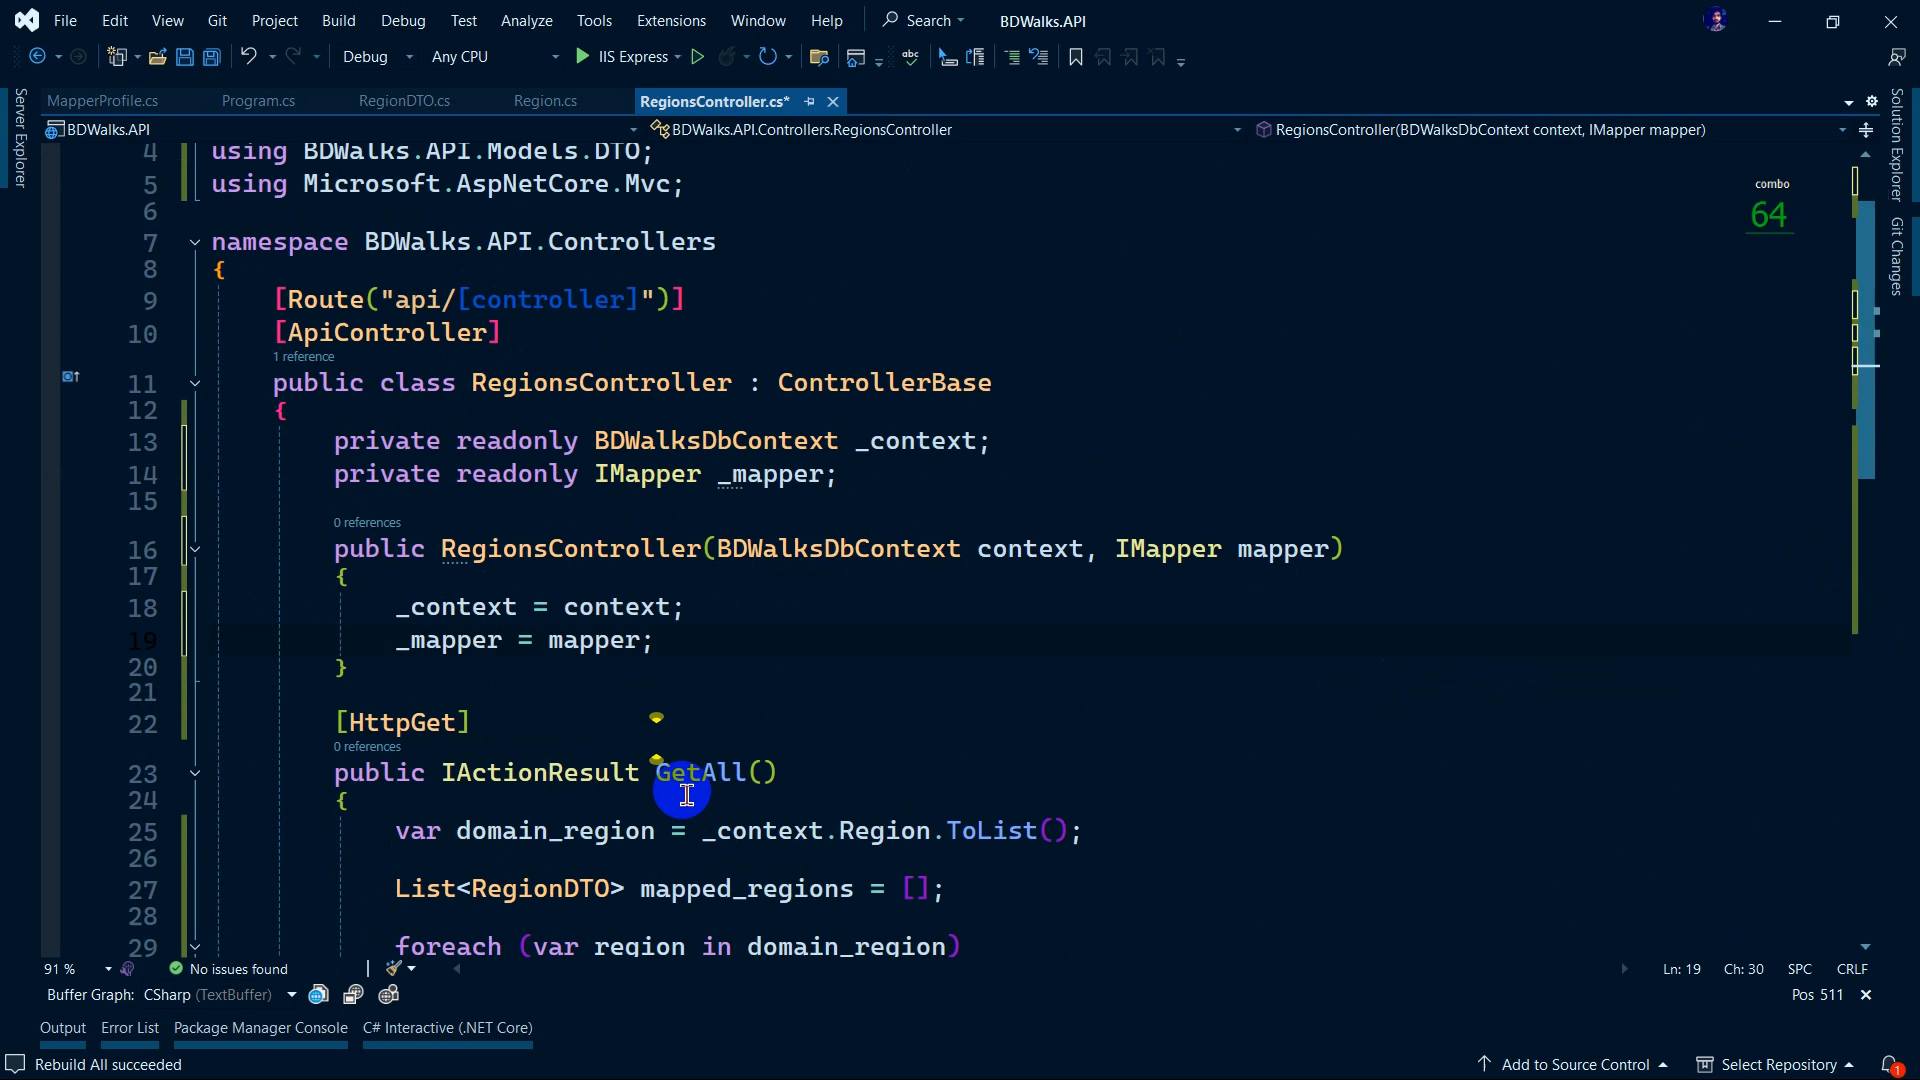 File Edit View Git Project Build Debug Test Analyze Tools Extensions Window Help Search BDWalks.API
Debug Any CPU IIS Express abc
MapperProfile.cs Program.cs RegionDTO.cs Region.cs RegionsController.cs*
BDWalks.API BDWalks.API.Controllers.RegionsController RegionsController(BDWalksDbContext context, IMapper mapper)
Server Explorer
Solution Explorer
Git Changes
combo
64
4 using BDWalks.API.Models.DTO;
5 using Microsoft.AspNetCore.Mvc;
6
7 namespace BDWalks.API.Controllers
8 {
9 [Route("api/[controller]")]
10 [ApiController]
1 reference
11 public class RegionsController : ControllerBase
12 {
13 private readonly BDWalksDbContext _context;
14 private readonly IMapper _mapper;
15
0 references
16 public RegionsController(BDWalksDbContext context, IMapper mapper)
17 {
18 _context = context;
19 _mapper = mapper;
20 }
21
22 [HttpGet]
0 references
23 public IActionResult GetAll()
24 {
25 var domain_region = _context.Region.ToList();
26
27 List<RegionDTO> mapped_regions = [];
28
29 foreach (var region in domain_region)
91 % No issues found Ln: 19 Ch: 30 SPC CRLF
Buffer Graph: CSharp (TextBuffer) Pos 511
Output Error List Package Manager Console C# Interactive (.NET Core)
Rebuild All succeeded Add to Source Control Select Repository 1